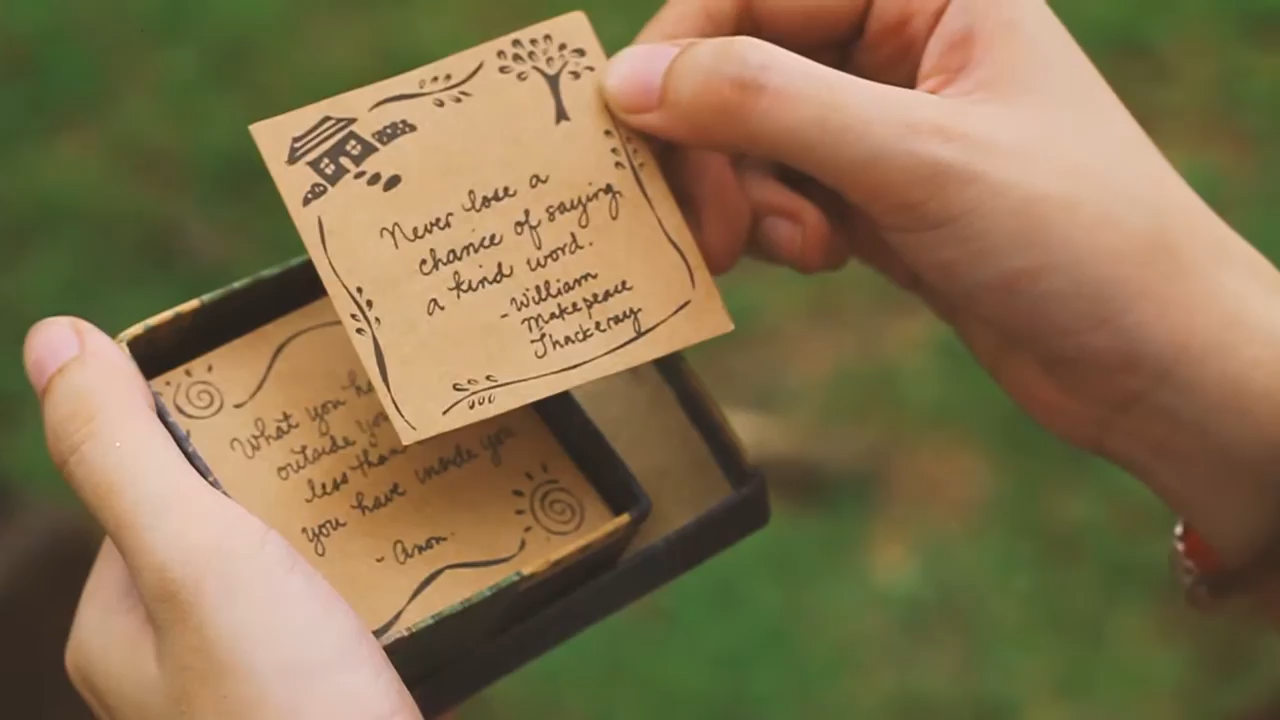 Never lose a
chance of saying
a kind word.
-William
Makepeace
Thackeray
What you
outside
less than
you have inside you
- Anon.